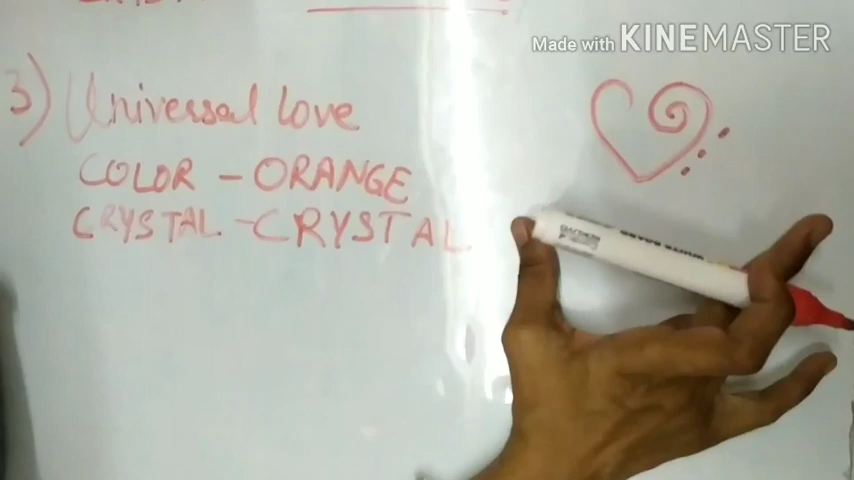 Made with KINEMASTER
3) Universal Love
COLOR - ORANGE
CRYSTAL - CRYSTAL